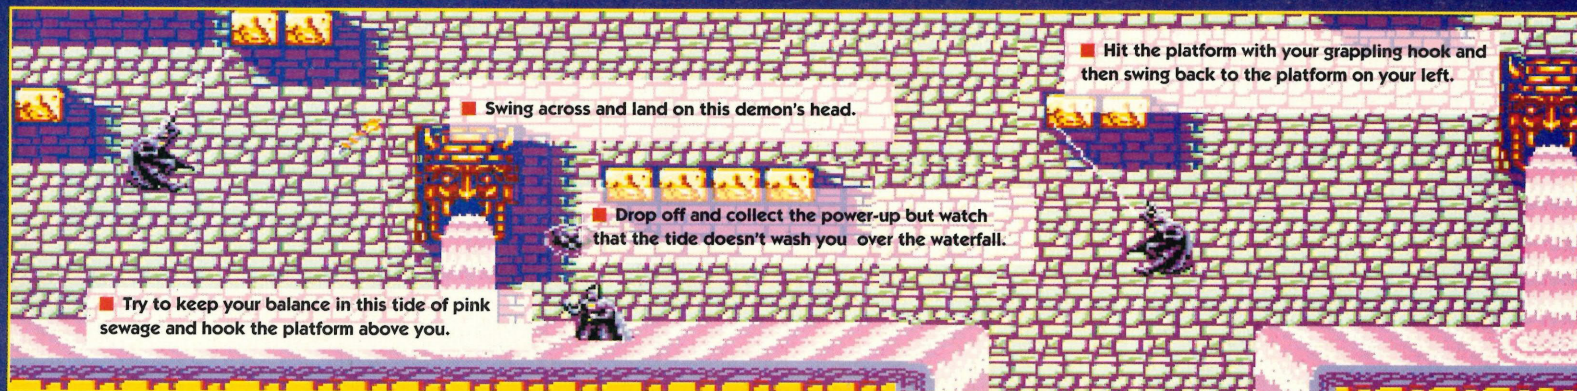 ■ Swing across and land on this demon's head.
■ Hit the platform with your grappling hook and
then swing back to the platform on your left.
■ Drop off and collect the power-up but watch
that the tide doesn't wash you over the waterfall.
■ Try to keep your balance in this tide of pink
sewage and hook the platform above you.